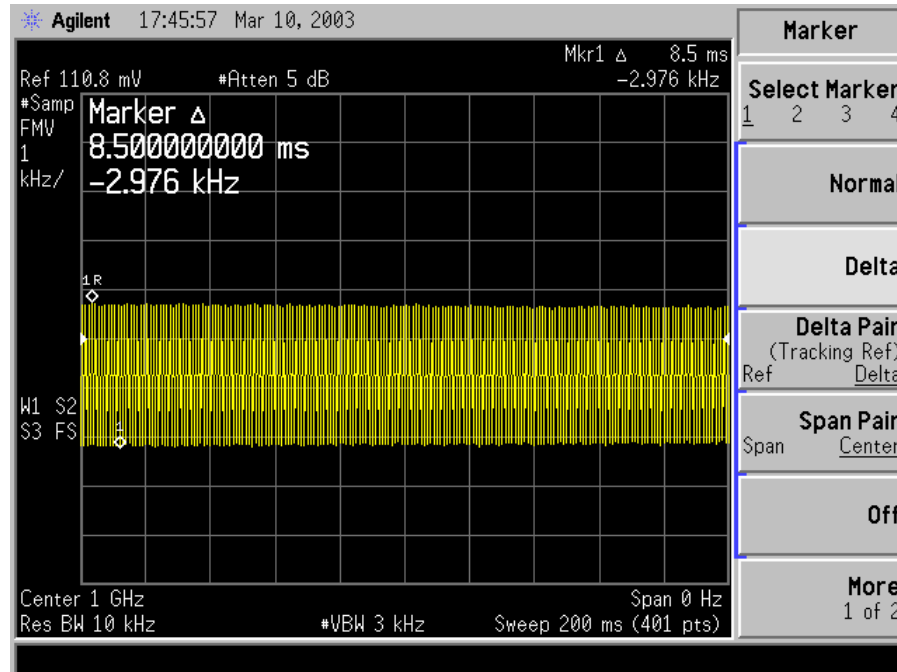 Agilent 17:45:57 Mar 10, 2003
Mkr1 Δ 8.5 ms
Ref 110.8 mV #Atten 5 dB -2.976 kHz
#Samp
FMV
1
kHz/
Marker Δ
8.500000000 ms
-2.976 kHz
1R
1
W1 S2
S3 FS
Center 1 GHz Span 0 Hz
Res BW 10 kHz #VBW 3 kHz Sweep 200 ms (401 pts)
Marker
Select Marker
1 2 3 4
Normal
Delta
Delta Pair
(Tracking Ref)
Ref Delta
Span Pair
Span Center
Off
More
1 of 2